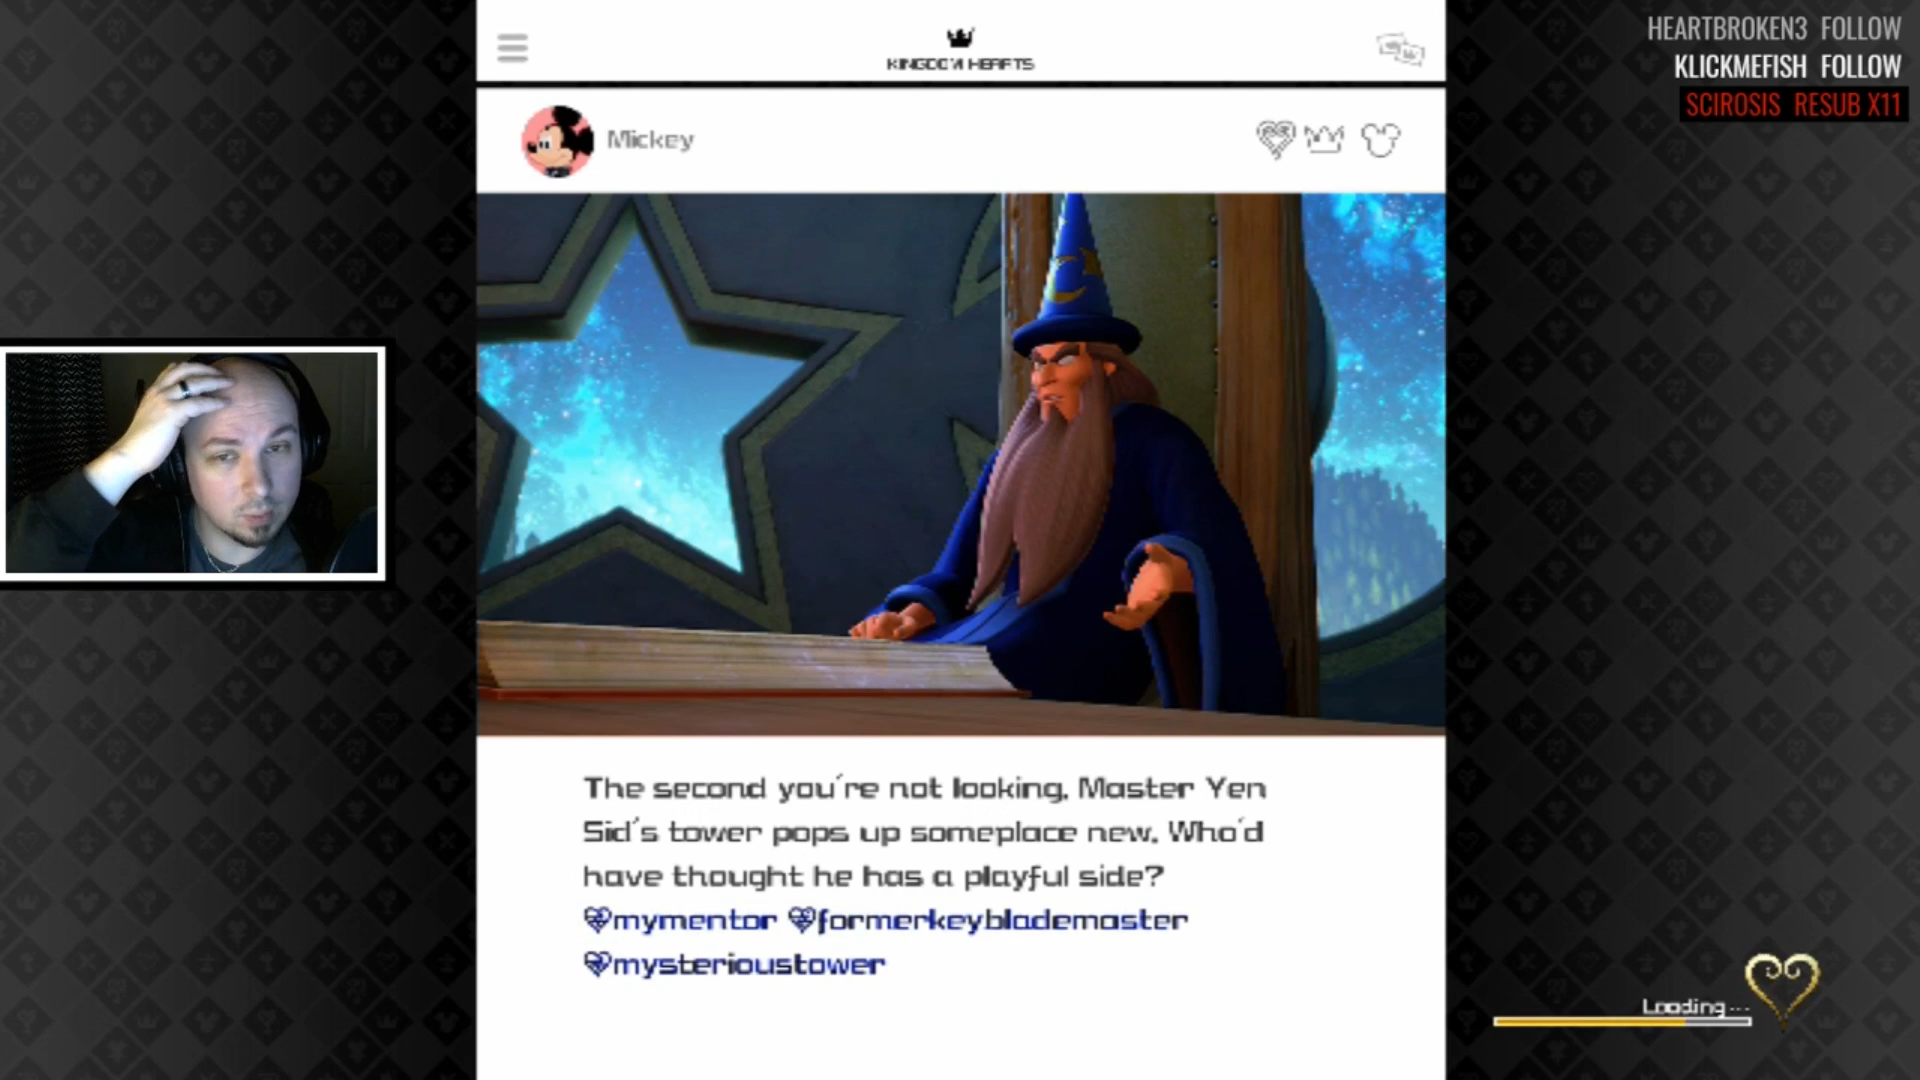 KINGDOM HEARTS
HEARTBROKEN3 FOLLOW
KLICKMEFISH FOLLOW
SCIROSIS RESUB X11
Mickey
The second you're not looking, Master Yen
Sid's tower pops up someplace new. Who'd
have thought he has a playful side?
mymentor formerkeyblademaster
mysterioustower
Loading...